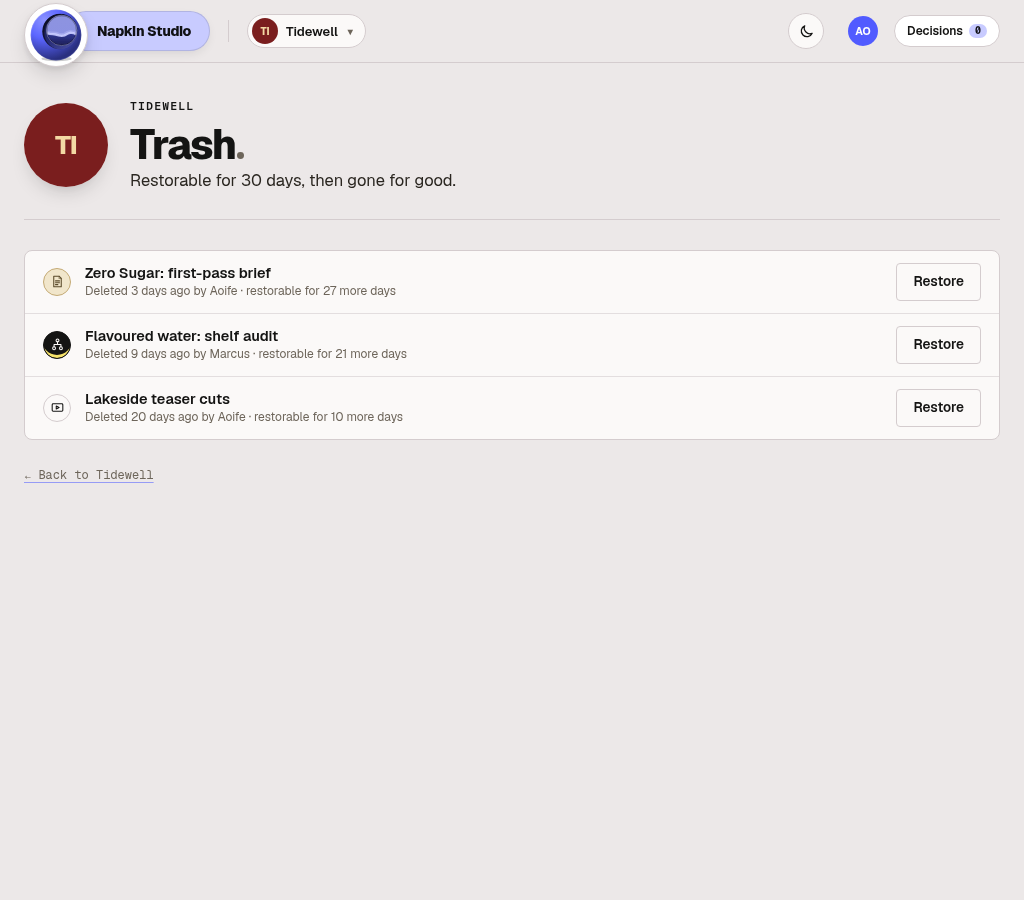 Napkin Studio
TI
Tidewell ▾
AO
Decisions 0
TI
TIDEWELL
Trash.
Restorable for 30 days, then gone for good.
Zero Sugar: first-pass brief
Deleted 3 days ago by Aoife · restorable for 27 more days
Restore
Flavoured water: shelf audit
Deleted 9 days ago by Marcus · restorable for 21 more days
Restore
Lakeside teaser cuts
Deleted 20 days ago by Aoife · restorable for 10 more days
Restore
← Back to Tidewell